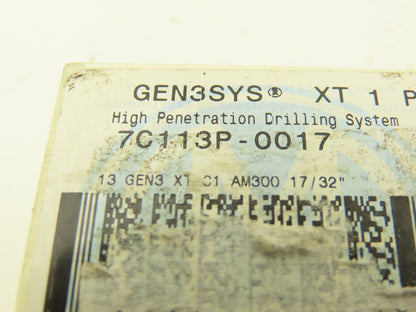 GEN3SYS® XT 1 P
High Penetration Drilling System
7C113P-0017
13 GEN3 XT C1 AM300 17/32"